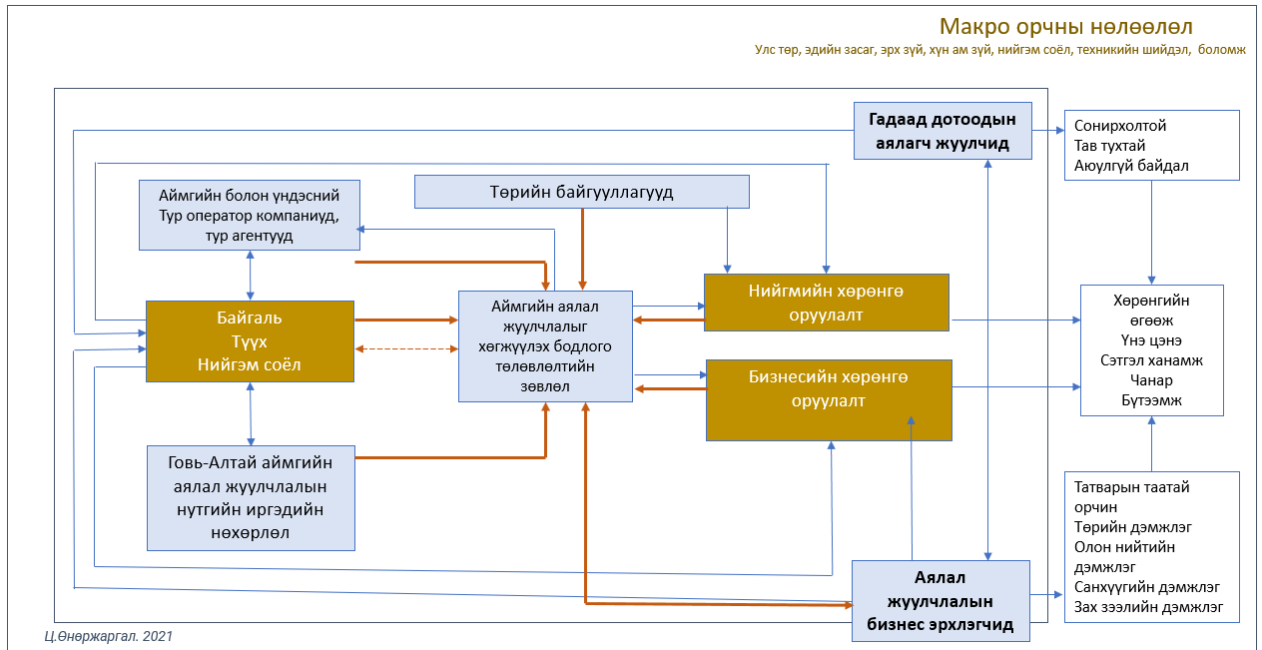 Макро орчны нөлөөлөл
Улс төр, эдийн засаг, эрх зүй, хүн ам зүй, нийгэм соёл, техникийн шийдэл, боломж
Гадаад дотоодын
аялагч жуулчид
Сонирхолтой
Тав тухтай
Аюулгүй байдал
Аймгийн болон үндэсний
Тур оператор компаниуд,
тур агентууд
Төрийн байгууллагууд
Байгаль
Түүх
Нийгэм соёл
Аймгийн аялал
жуулчлалыг
хөгжүүлэх бодлого
төлөвлөлтийн
зөвлөл
Нийгмийн хөрөнгө
оруулалт
Бизнесийн хөрөнгө
оруулалт
Хөрөнгийн
өгөөж
Үнэ цэнэ
Сэтгэл ханамж
Чанар
Бүтээмж
Говь-Алтай аймгийн
аялал жуулчлалын
нутгийн иргэдийн
нөхөрлөл
Татварын таатай
орчин
Төрийн дэмжлэг
Олон нийтийн
дэмжлэг
Санхүүгийн дэмжлэг
Зах зээлийн дэмжлэг
Аялал
жуулчлалын
бизнес эрхлэгчид
Ц.Өнөржаргал. 2021